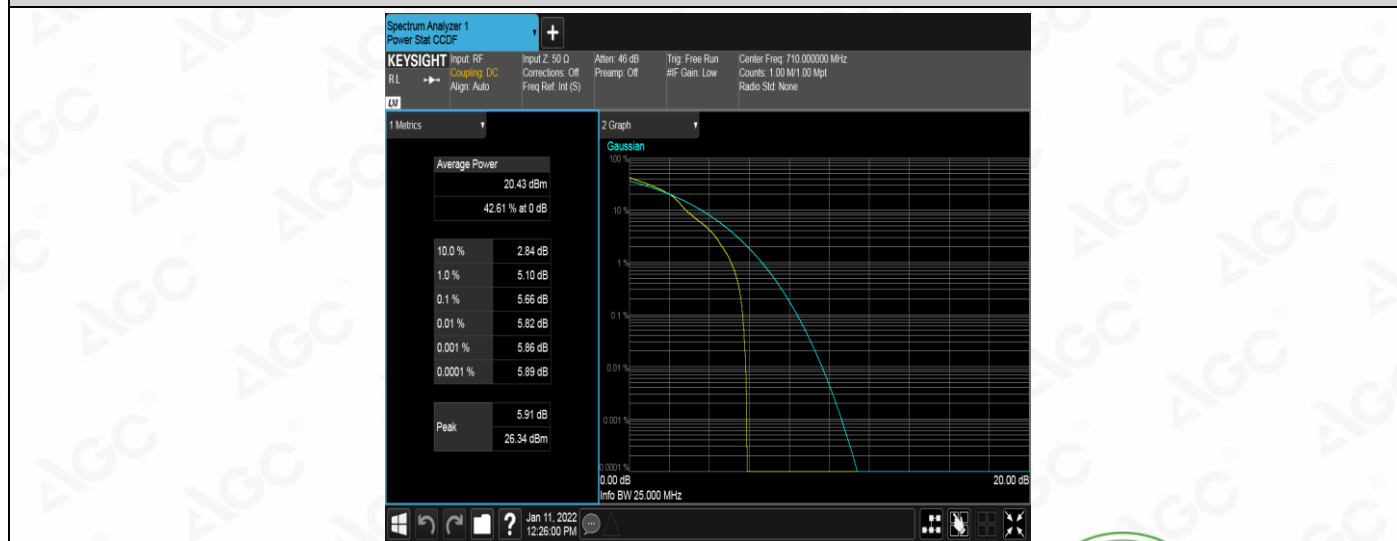 Spectrum Analyzer 1
Power Stat CCDF
+
KEYSIGHT
R L
LXI
Input: RF
Coupling: DC
Align: Auto
Input Z: 50 Ω
Corrections: Off
Freq Ref: Int (S)
Atten: 46 dB
Preamp: Off
Trig: Free Run
#IF Gain: Low
Center Freq: 710.000000 MHz
Counts: 1.00 M/1.00 Mpt
Radio Std: None
1 Metrics
Average Power
20.43 dBm
42.61 % at 0 dB
10.0 % 2.84 dB
1.0 % 5.10 dB
0.1 % 5.66 dB
0.01 % 5.82 dB
0.001 % 5.86 dB
0.0001 % 5.89 dB
Peak
5.91 dB
26.34 dBm
2 Graph
Gaussian
100 %
10 %
1 %
0.1 %
0.01 %
0.001 %
0.0001 %
0.00 dB 20.00 dB
Info BW 25.000 MHz
?
Jan 11, 2022
12:26:00 PM
AGC